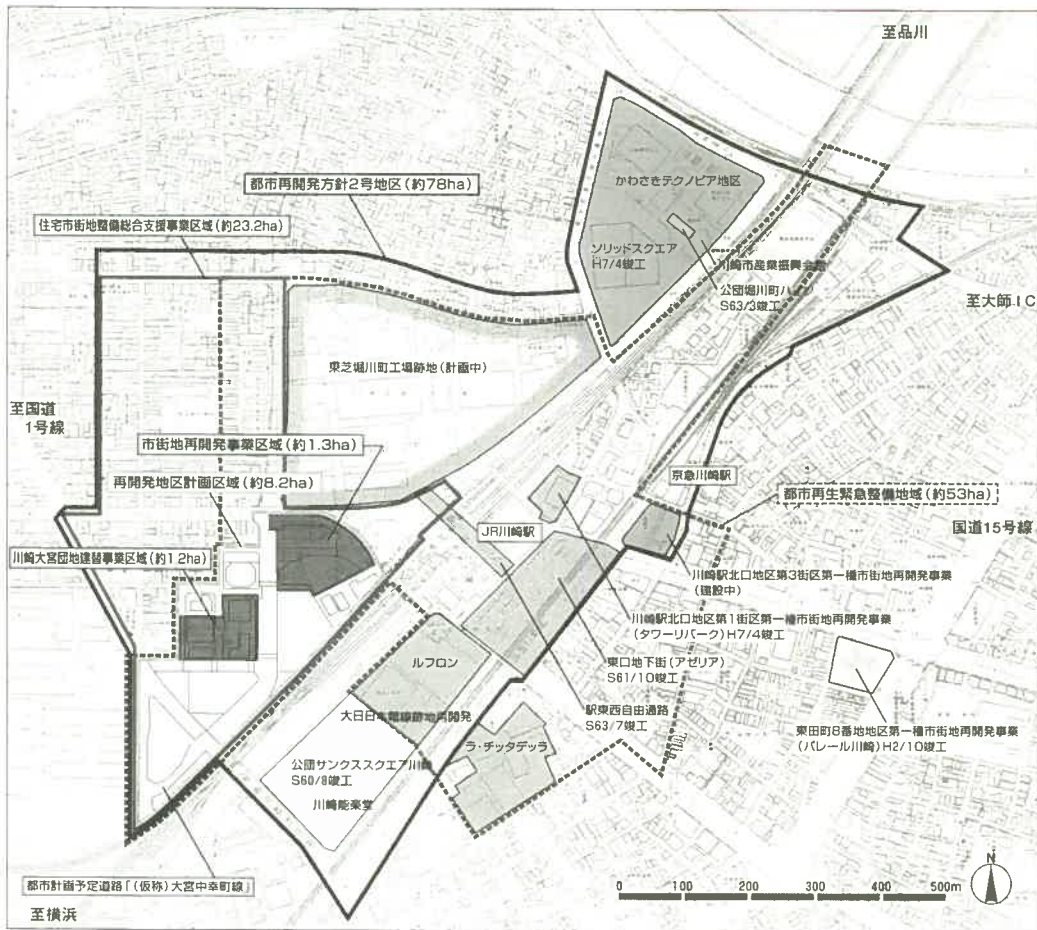 至品川
都市再開発方針2号地区(約78ha)
かわさきテクノピア地区
住宅市街地整備総合支援事業区域(約23.2ha)
ソリッドスクエア
H7/4竣工
川崎市産業振興会館
公団堀川町ハイツ
S63/3竣工
至大師IC
東芝堀川町工場跡地(計画中)
至国道
1号線
市街地再開発事業区域(約1.3ha)
再開発地区計画区域(約8.2ha)
京急川崎駅
都市再生緊急整備地域(約53ha)
国道15号線
JR川崎駅
川崎大宮団地建替事業区域(約1.2ha)
川崎駅北口地区第3街区第一種市街地再開発事業
(建設中)
川崎駅北口地区第1街区第一種市街地再開発事業
(タワーリパーク)H7/4竣工
ルフロン
東口地下街(アゼリア)
S61/10竣工
駅東西自由通路
S63/7竣工
大日日本電線跡地再開発
東田町8番地地区第一種市街地再開発事業
(パレール川崎)H2/10竣工
ラ・チッタデッラ
公団サンクススクエア川崎
S60/8竣工
川崎能楽堂
都市計画予定道路「(仮称)大宮中幸町線」
至横浜
N
0 100 200 300 400 500m